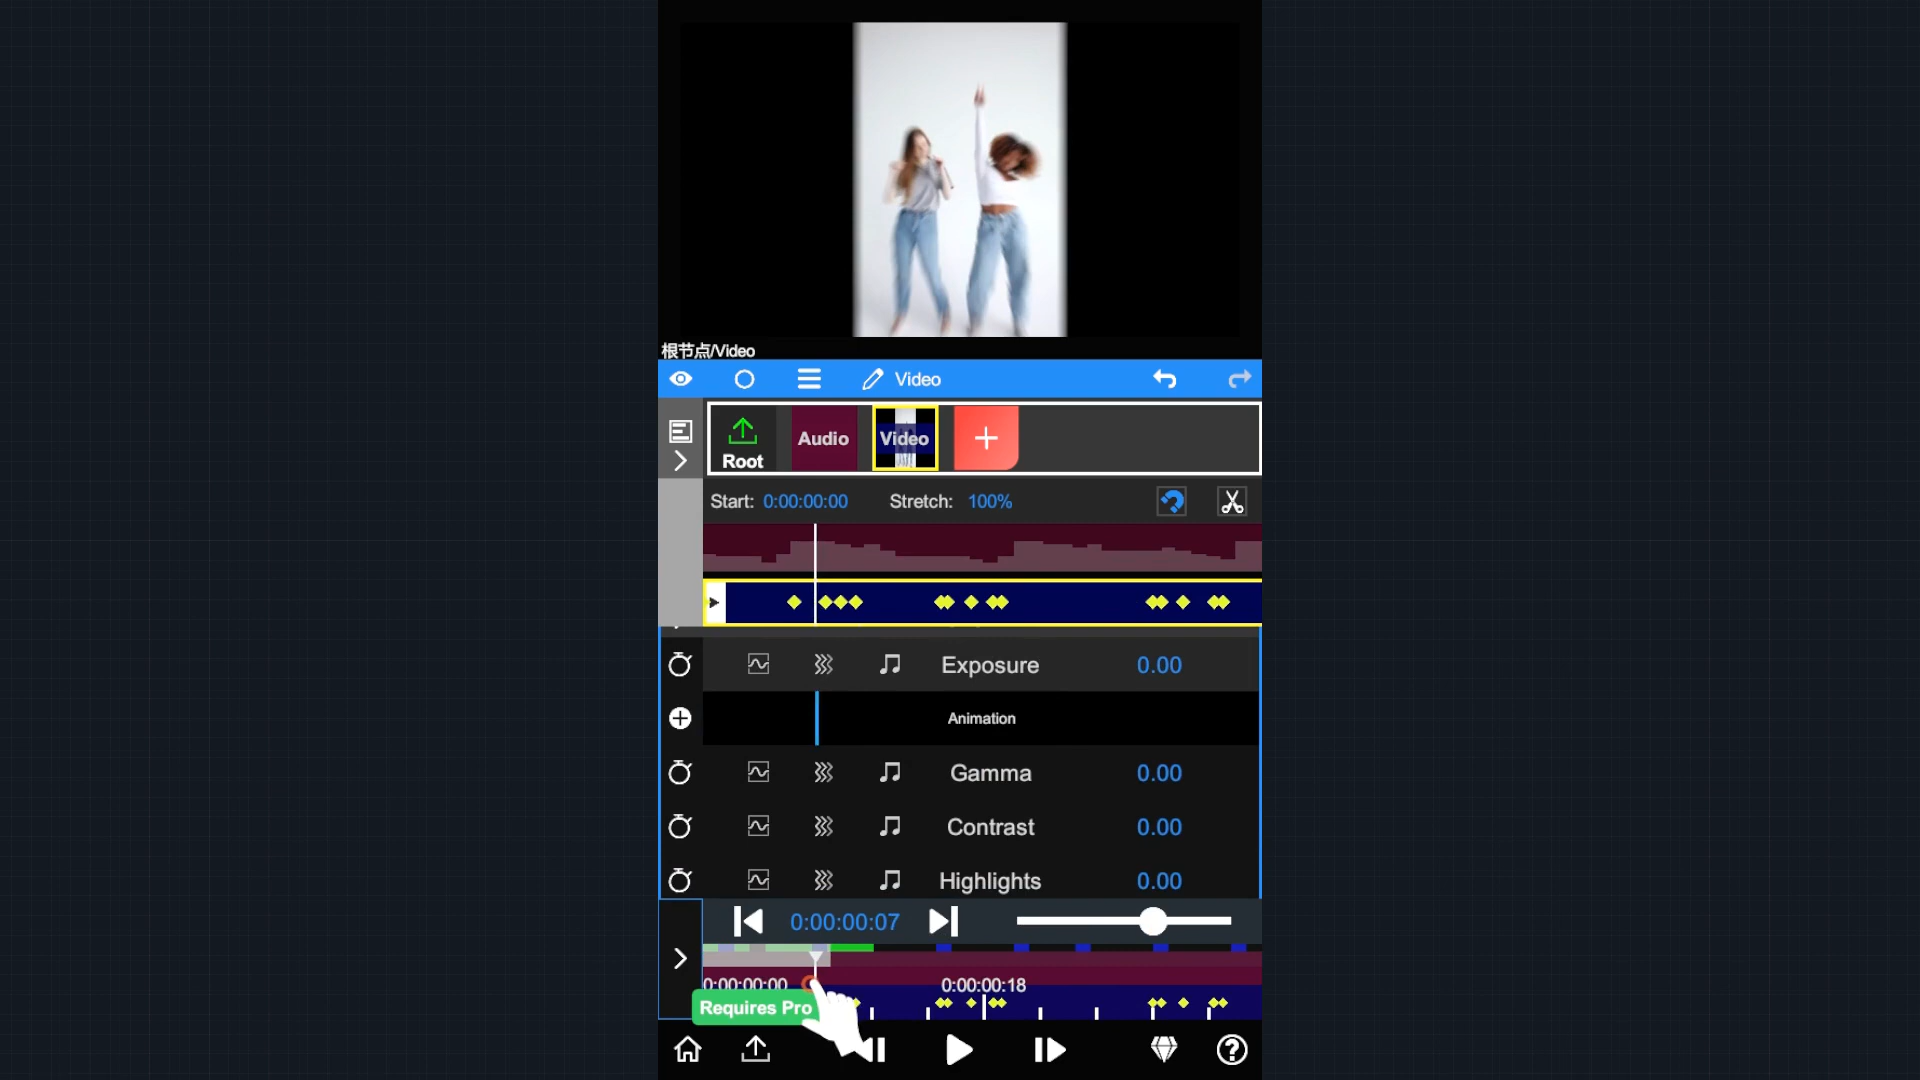 根节点/Video
Video
Root
Audio
Video
Start: 0:00:00:00 Stretch: 100%
Exposure 0.00
Animation
Gamma 0.00
Contrast 0.00
Highlights 0.00
0:00:00:07
0:00:00:00 0:00:00:18
Requires Pro